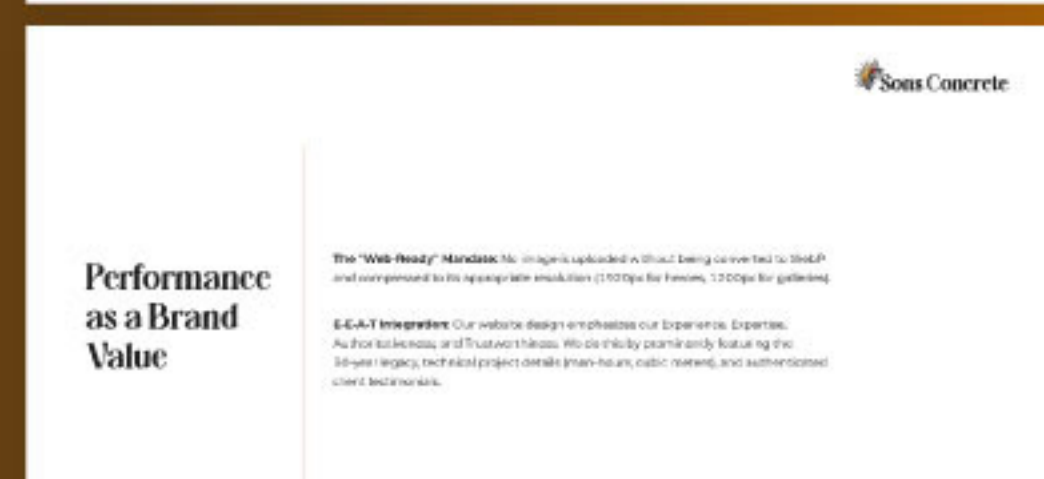 Sons Concrete
Performance
as a Brand
Value
The "Web-Ready" Mandate: No image is uploaded without being converted to WebP
and compressed to its appropriate resolution (1920px for heroes, 1200px for galleries).
E-E-A-T Integration: Our website design emphasizes our Experience, Expertise,
Authoritativeness, and Trustworthiness. We do this by prominently featuring the
-year legacy, technical project details (man-hours, cubic meters), and authenticated
client testimonials.